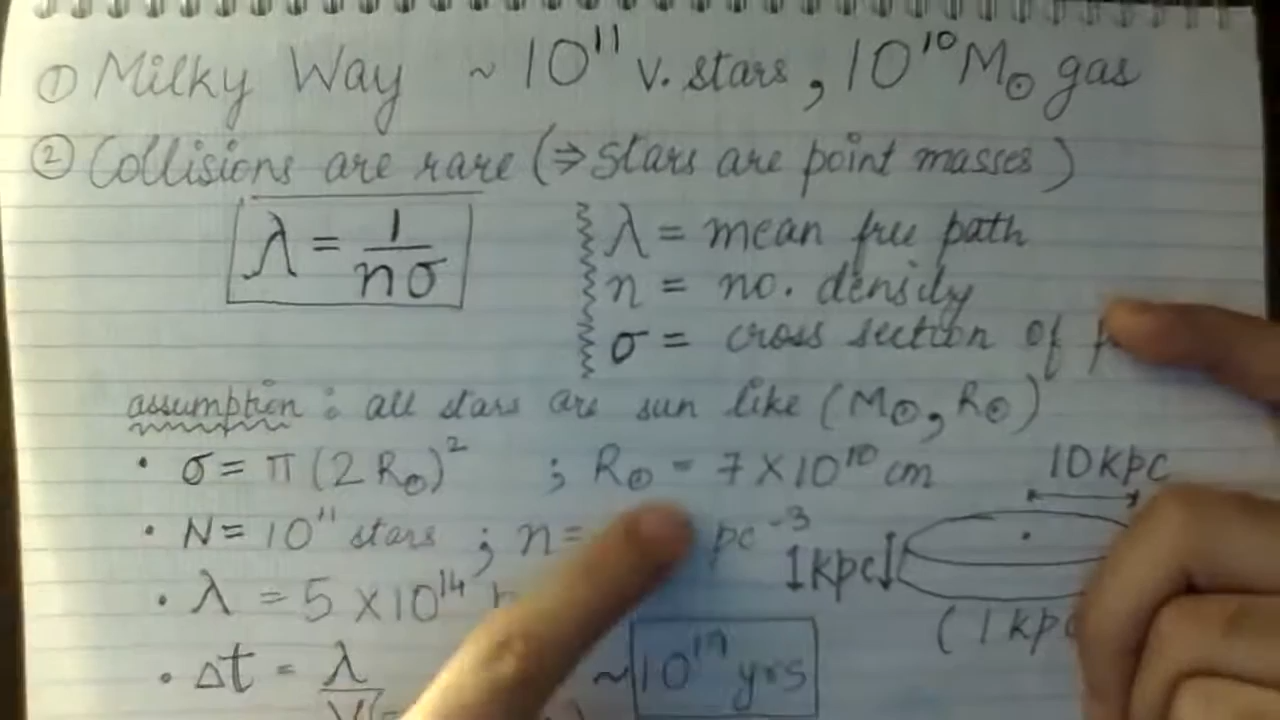 ① Milky Way ~ 10¹¹ v. stars, 10¹⁰ M⊙ gas
② Collisions are rare (⇒ stars are point masses)
λ = 1/nσ
λ = mean free path
n = no. density
σ = cross section of
assumption : all stars are sun like (M⊙, R⊙)
• σ = π (2 R⊙)² ; R⊙ = 7 × 10¹⁰ cm
10 kpc
• N = 10¹¹ stars ; n = pc⁻³
1 kpc
• λ = 5 × 10¹⁴
(1 kpc
• Δt = λ/V ~ 10¹⁹ yrs